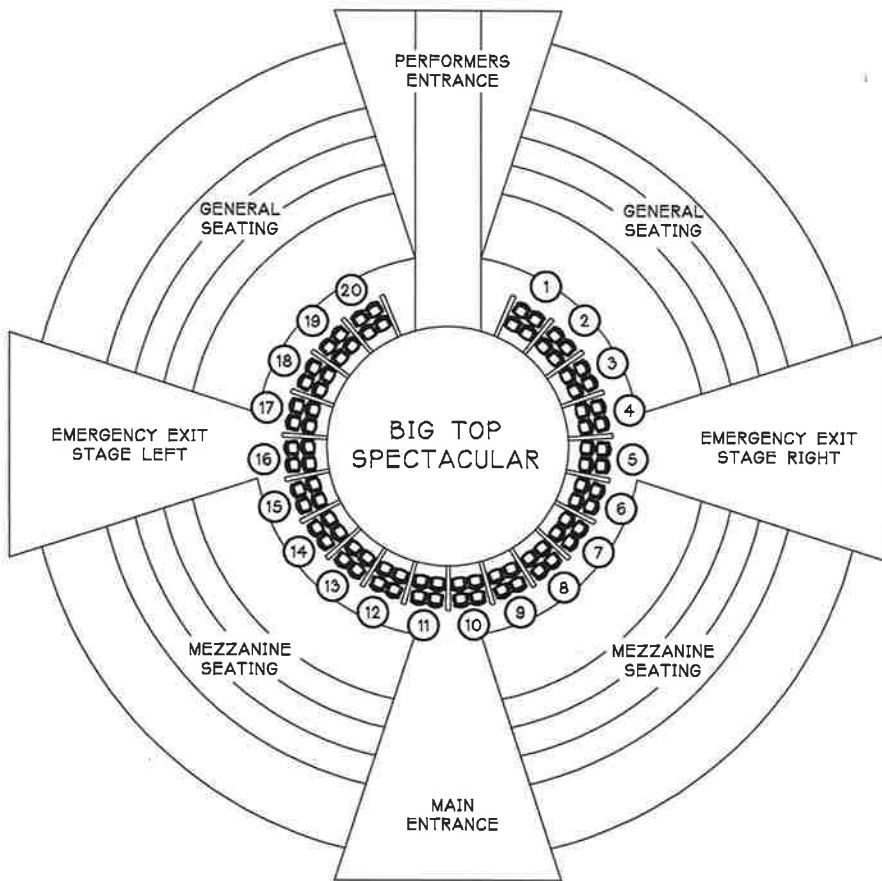 PERFORMERS
ENTRANCE
GENERAL
SEATING
GENERAL
SEATING
20
1
19
2
18
3
17
4
EMERGENCY EXIT
STAGE LEFT
BIG TOP
SPECTACULAR
EMERGENCY EXIT
STAGE RIGHT
16
5
15
6
14
7
13
8
12
9
11
10
MEZZANINE
SEATING
MEZZANINE
SEATING
MAIN
ENTRANCE